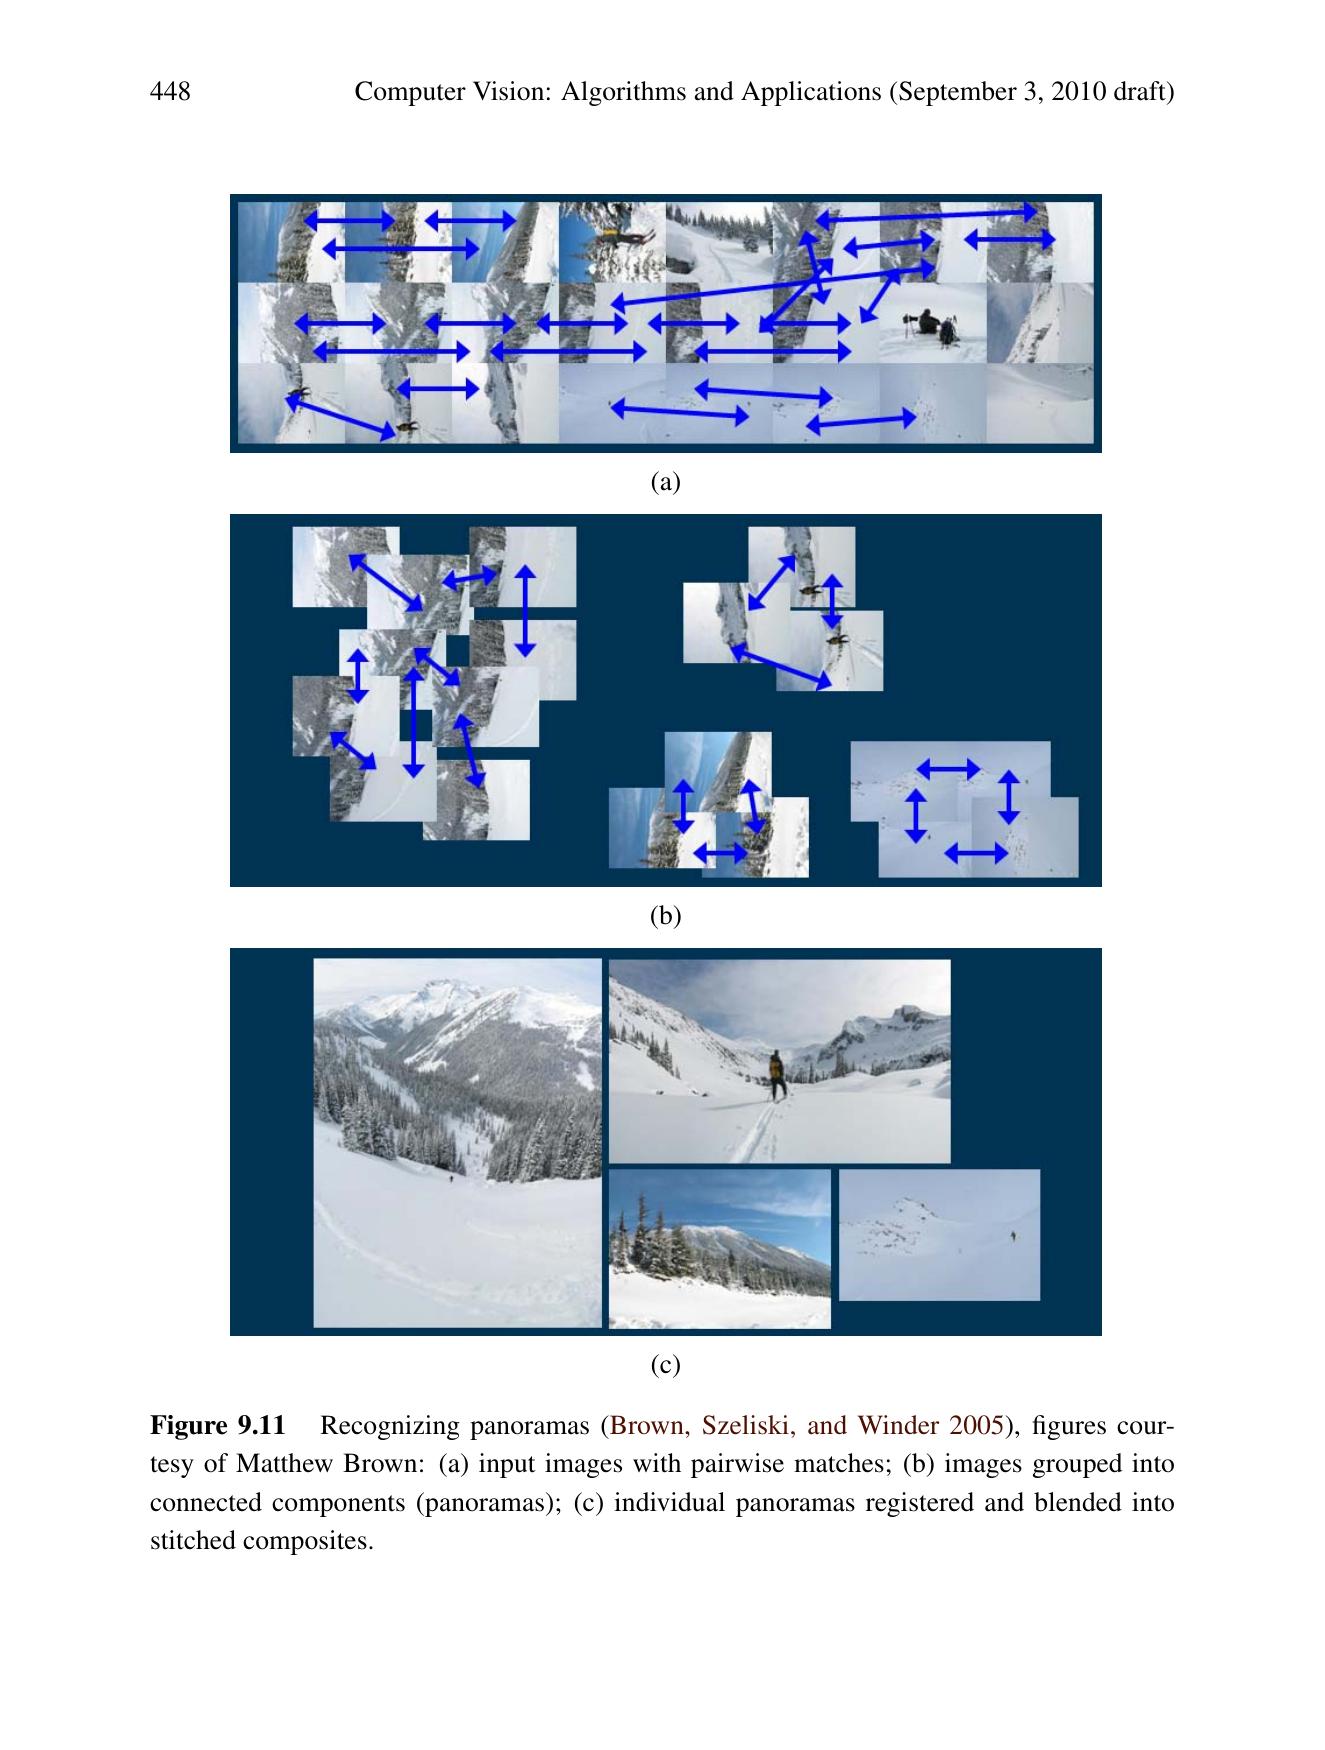 448 Computer Vision: Algorithms and Applications (September 3, 2010 draft)
(a)
(b)
(c)
Figure 9.11 Recognizing panoramas (Brown, Szeliski, and Winder 2005), figures cour-
tesy of Matthew Brown: (a) input images with pairwise matches; (b) images grouped into
connected components (panoramas); (c) individual panoramas registered and blended into
stitched composites.